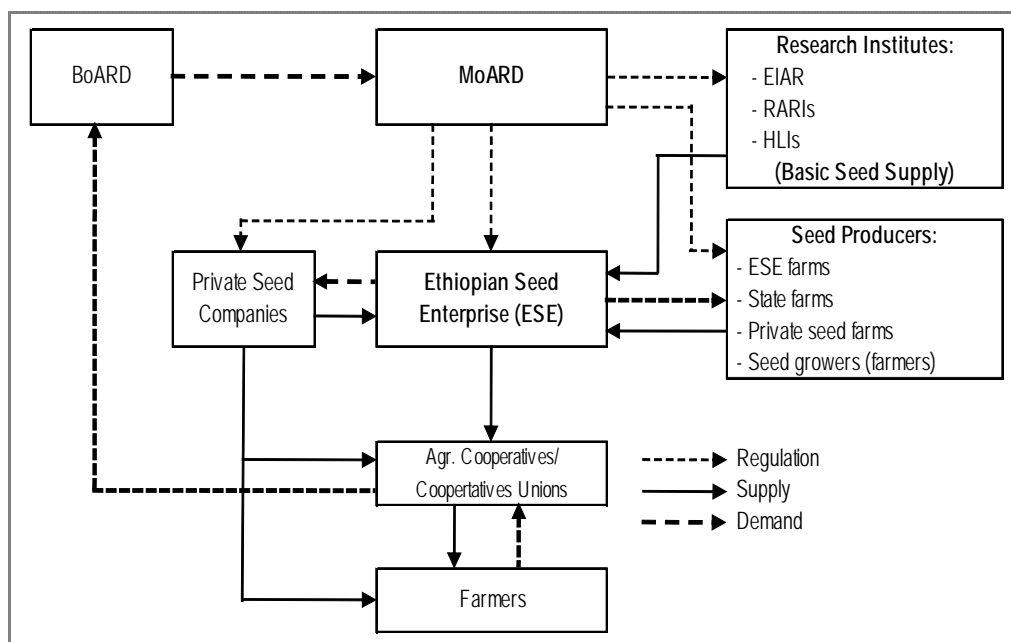 BoARD
MoARD
Research Institutes:
- EIAR
- RARIs
- HLIs
(Basic Seed Supply)
Private Seed
Companies
Ethiopian Seed
Enterprise (ESE)
Seed Producers:
- ESE farms
- State farms
- Private seed farms
- Seed growers (farmers)
Agr. Cooperatives/
Coopertatives Unions
Farmers
Regulation
Supply
Demand